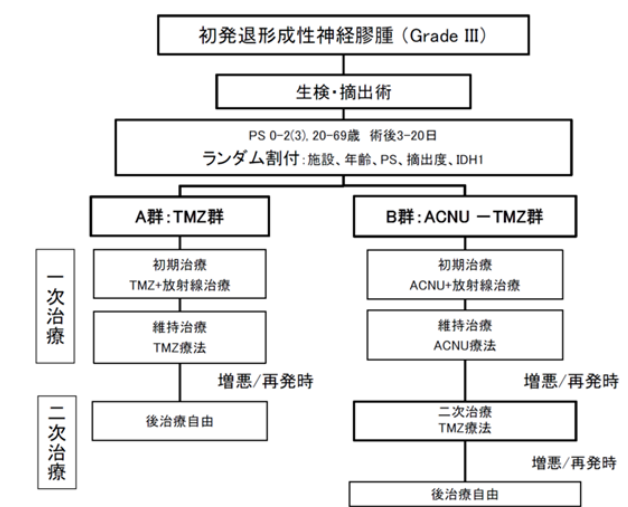 初発退形成性神経膠腫（Grade Ⅲ）
生検・摘出術
PS 0-2(3), 20-69歳 術後3-20日
ランダム割付：施設、年齢、PS、摘出度、IDH1
A群：TMZ群
B群：ACNU －TMZ群
一次治療
初期治療
TMZ+放射線治療
初期治療
ACNU+放射線治療
維持治療
TMZ療法
維持治療
ACNU療法
増悪/再発時
増悪/再発時
二次治療
後治療自由
二次治療
TMZ療法
増悪/再発時
後治療自由